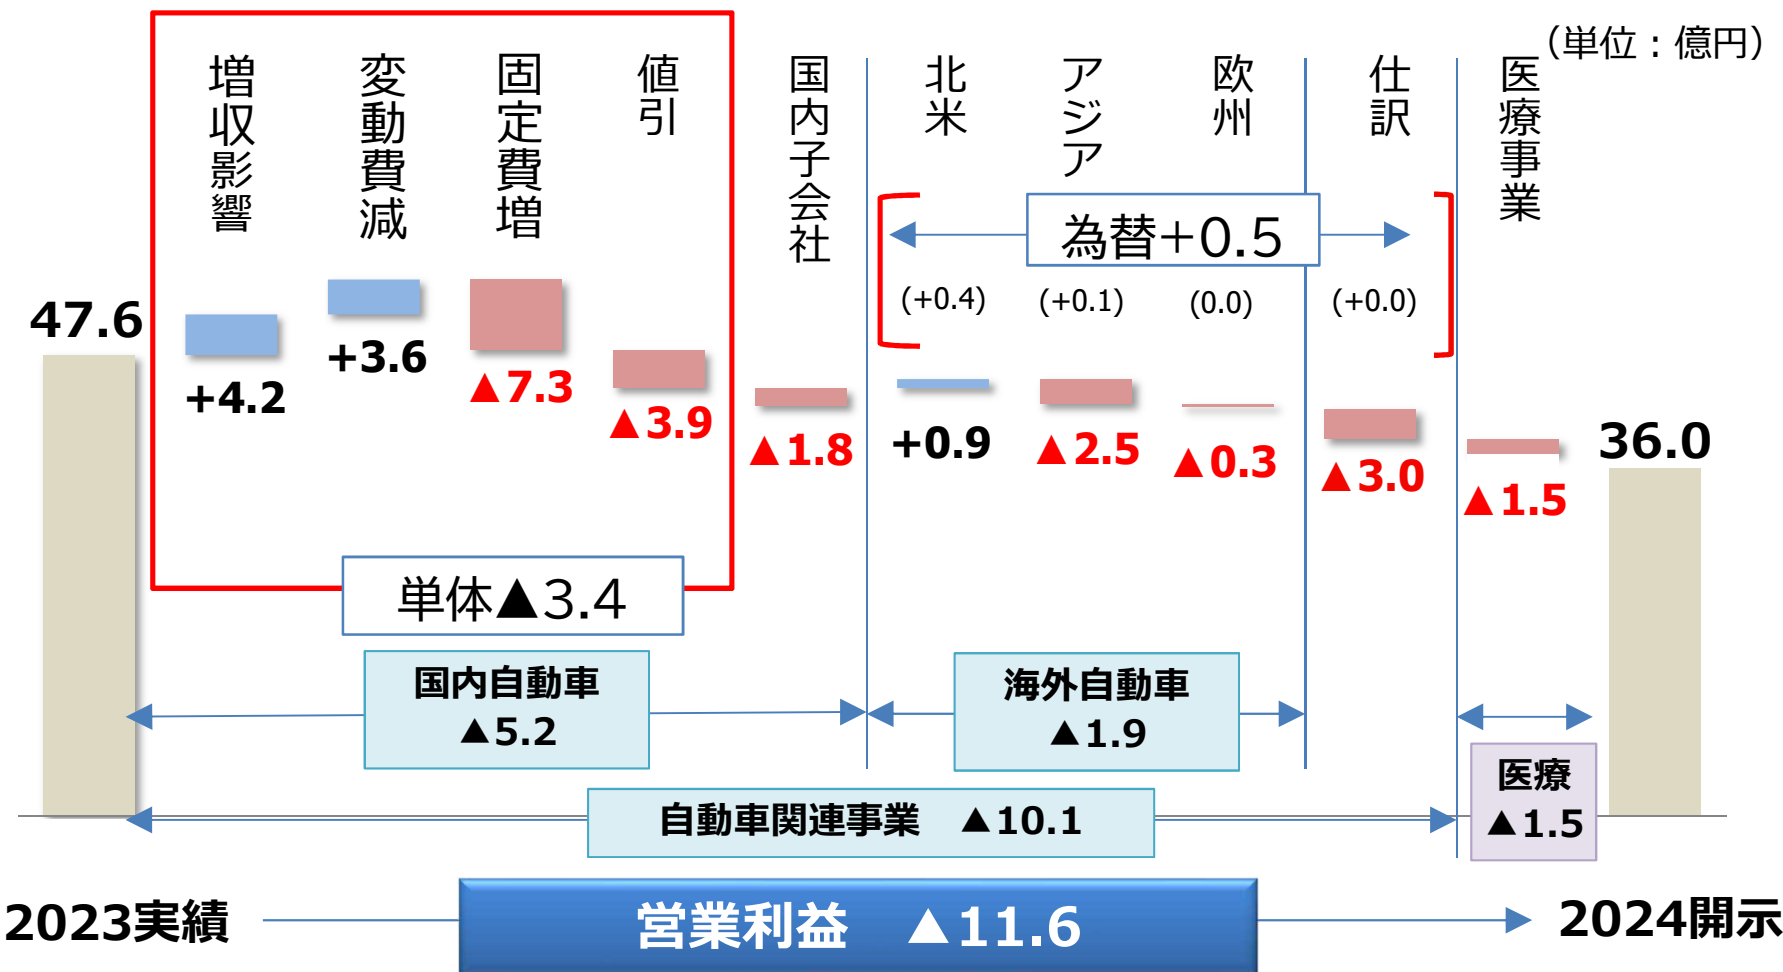 （単位：億円）
増収影響
変動費減
固定費増
値引
国内子会社
北米
アジア
欧州
仕訳
医療事業
為替+0.5
(+0.4)
(+0.1)
(0.0)
(+0.0)
47.6
+4.2
+3.6
▲7.3
▲3.9
▲1.8
+0.9
▲2.5
▲0.3
▲3.0
▲1.5
36.0
単体▲3.4
国内自動車
▲5.2
海外自動車
▲1.9
医療
▲1.5
自動車関連事業　▲10.1
2023実績
営業利益　▲11.6
2024開示